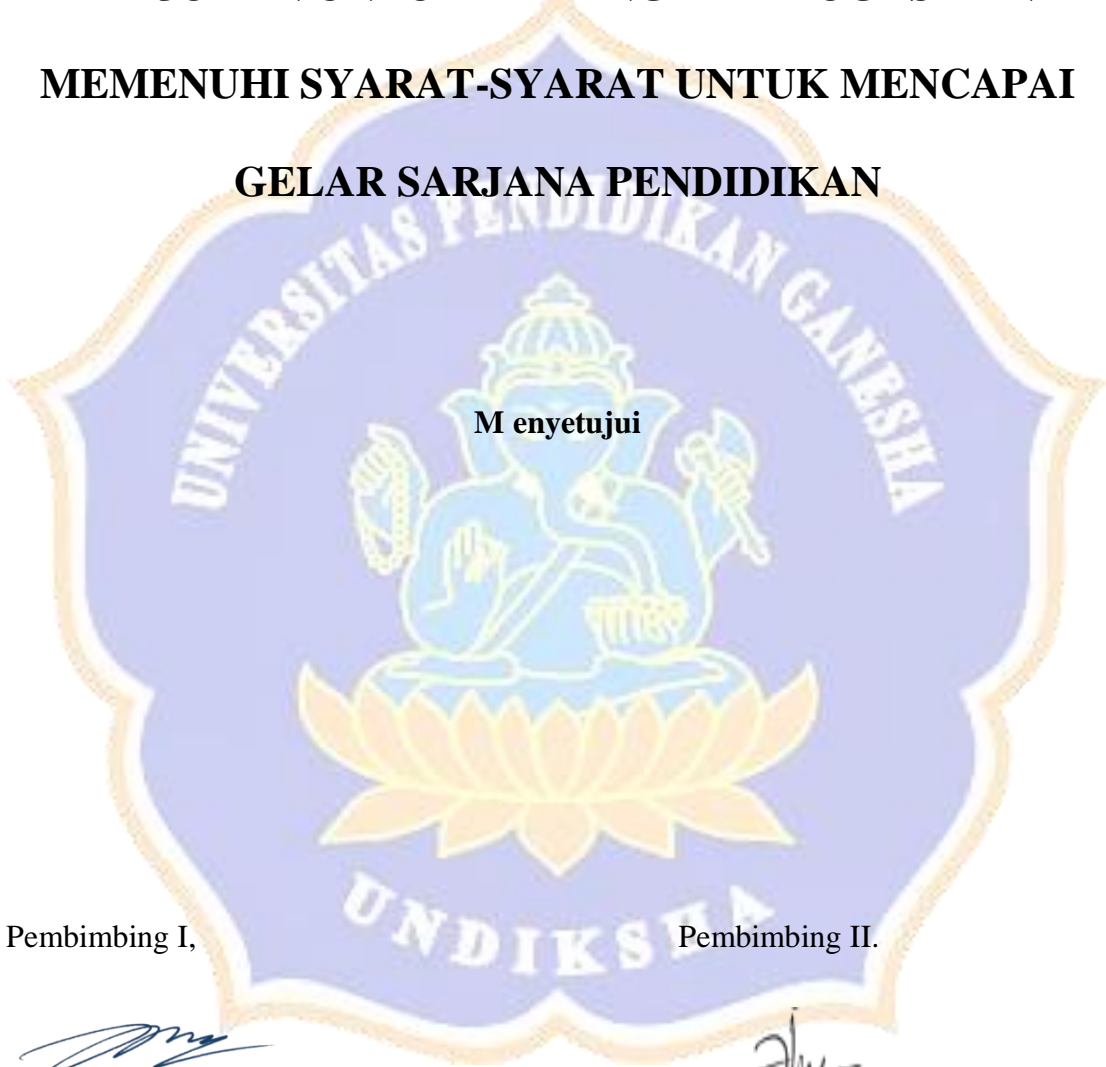 MEMENUHI SYARAT-SYARAT UNTUK MENCAPAI
GELAR SARJANA PENDIDIKAN
UNIVERSITAS PENDIDIKAN GANESHA
M enyetujui
UNDIKSHA
Pembimbing I,
Pembimbing II.